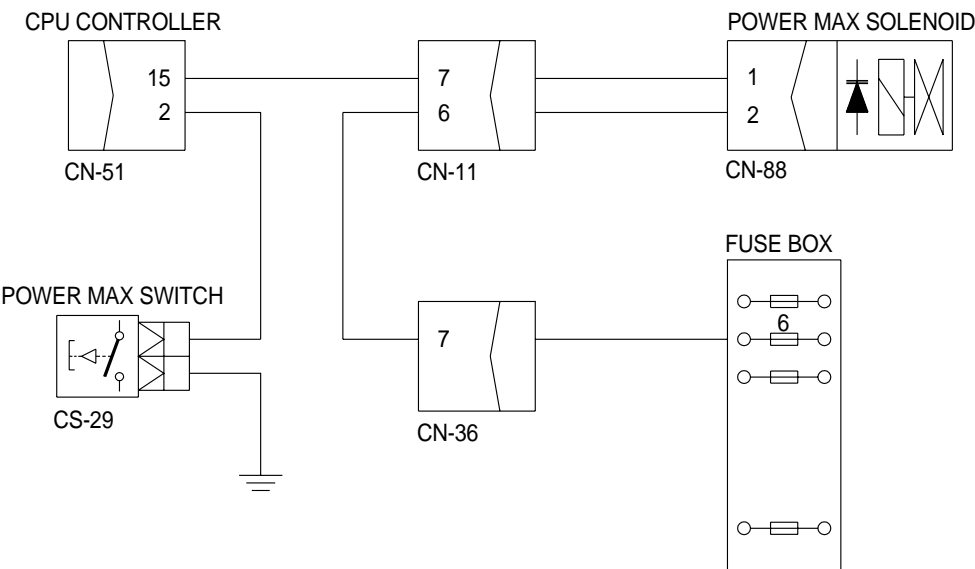 CPU CONTROLLER
POWER MAX SOLENOID
15
7
1
2
6
2
CN-51
CN-11
CN-88
FUSE BOX
POWER MAX SWITCH
6
7
CS-29
CN-36